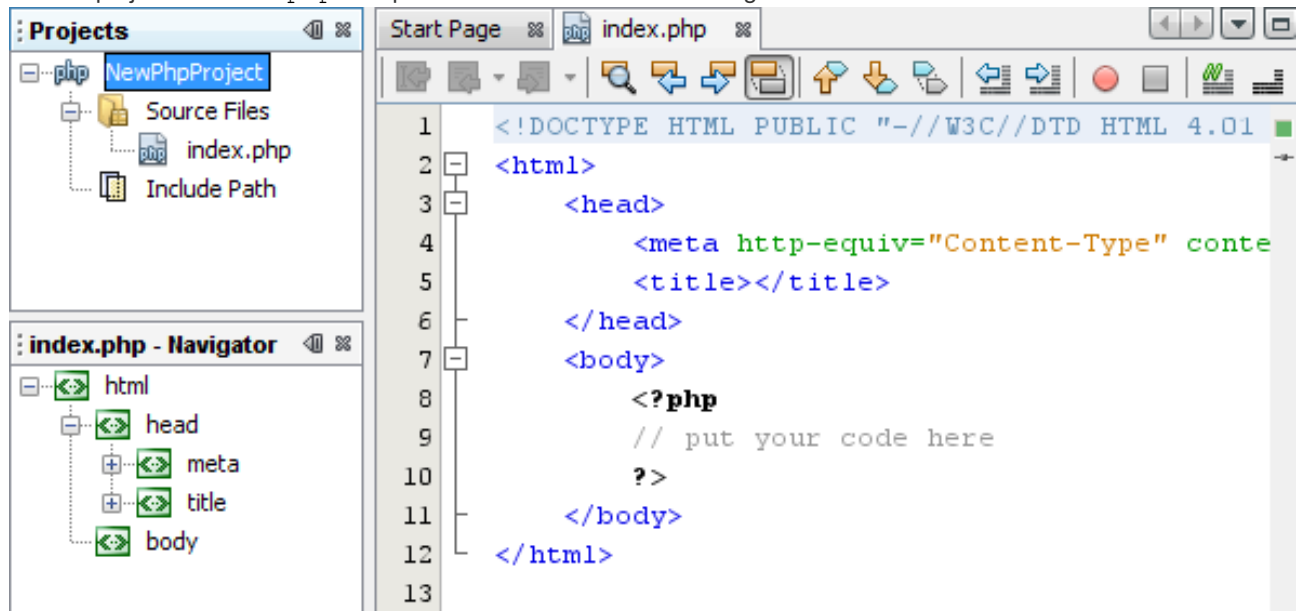 Projects
NewPhpProject
Source Files
index.php
Include Path
index.php - Navigator
html
head
meta
title
body
Start Page
index.php
1 <!DOCTYPE HTML PUBLIC "-//W3C//DTD HTML 4.01
2 <html>
3 <head>
4 <meta http-equiv="Content-Type" conte
5 <title></title>
6 </head>
7 <body>
8 <?php
9 // put your code here
10 ?>
11 </body>
12 </html>
13